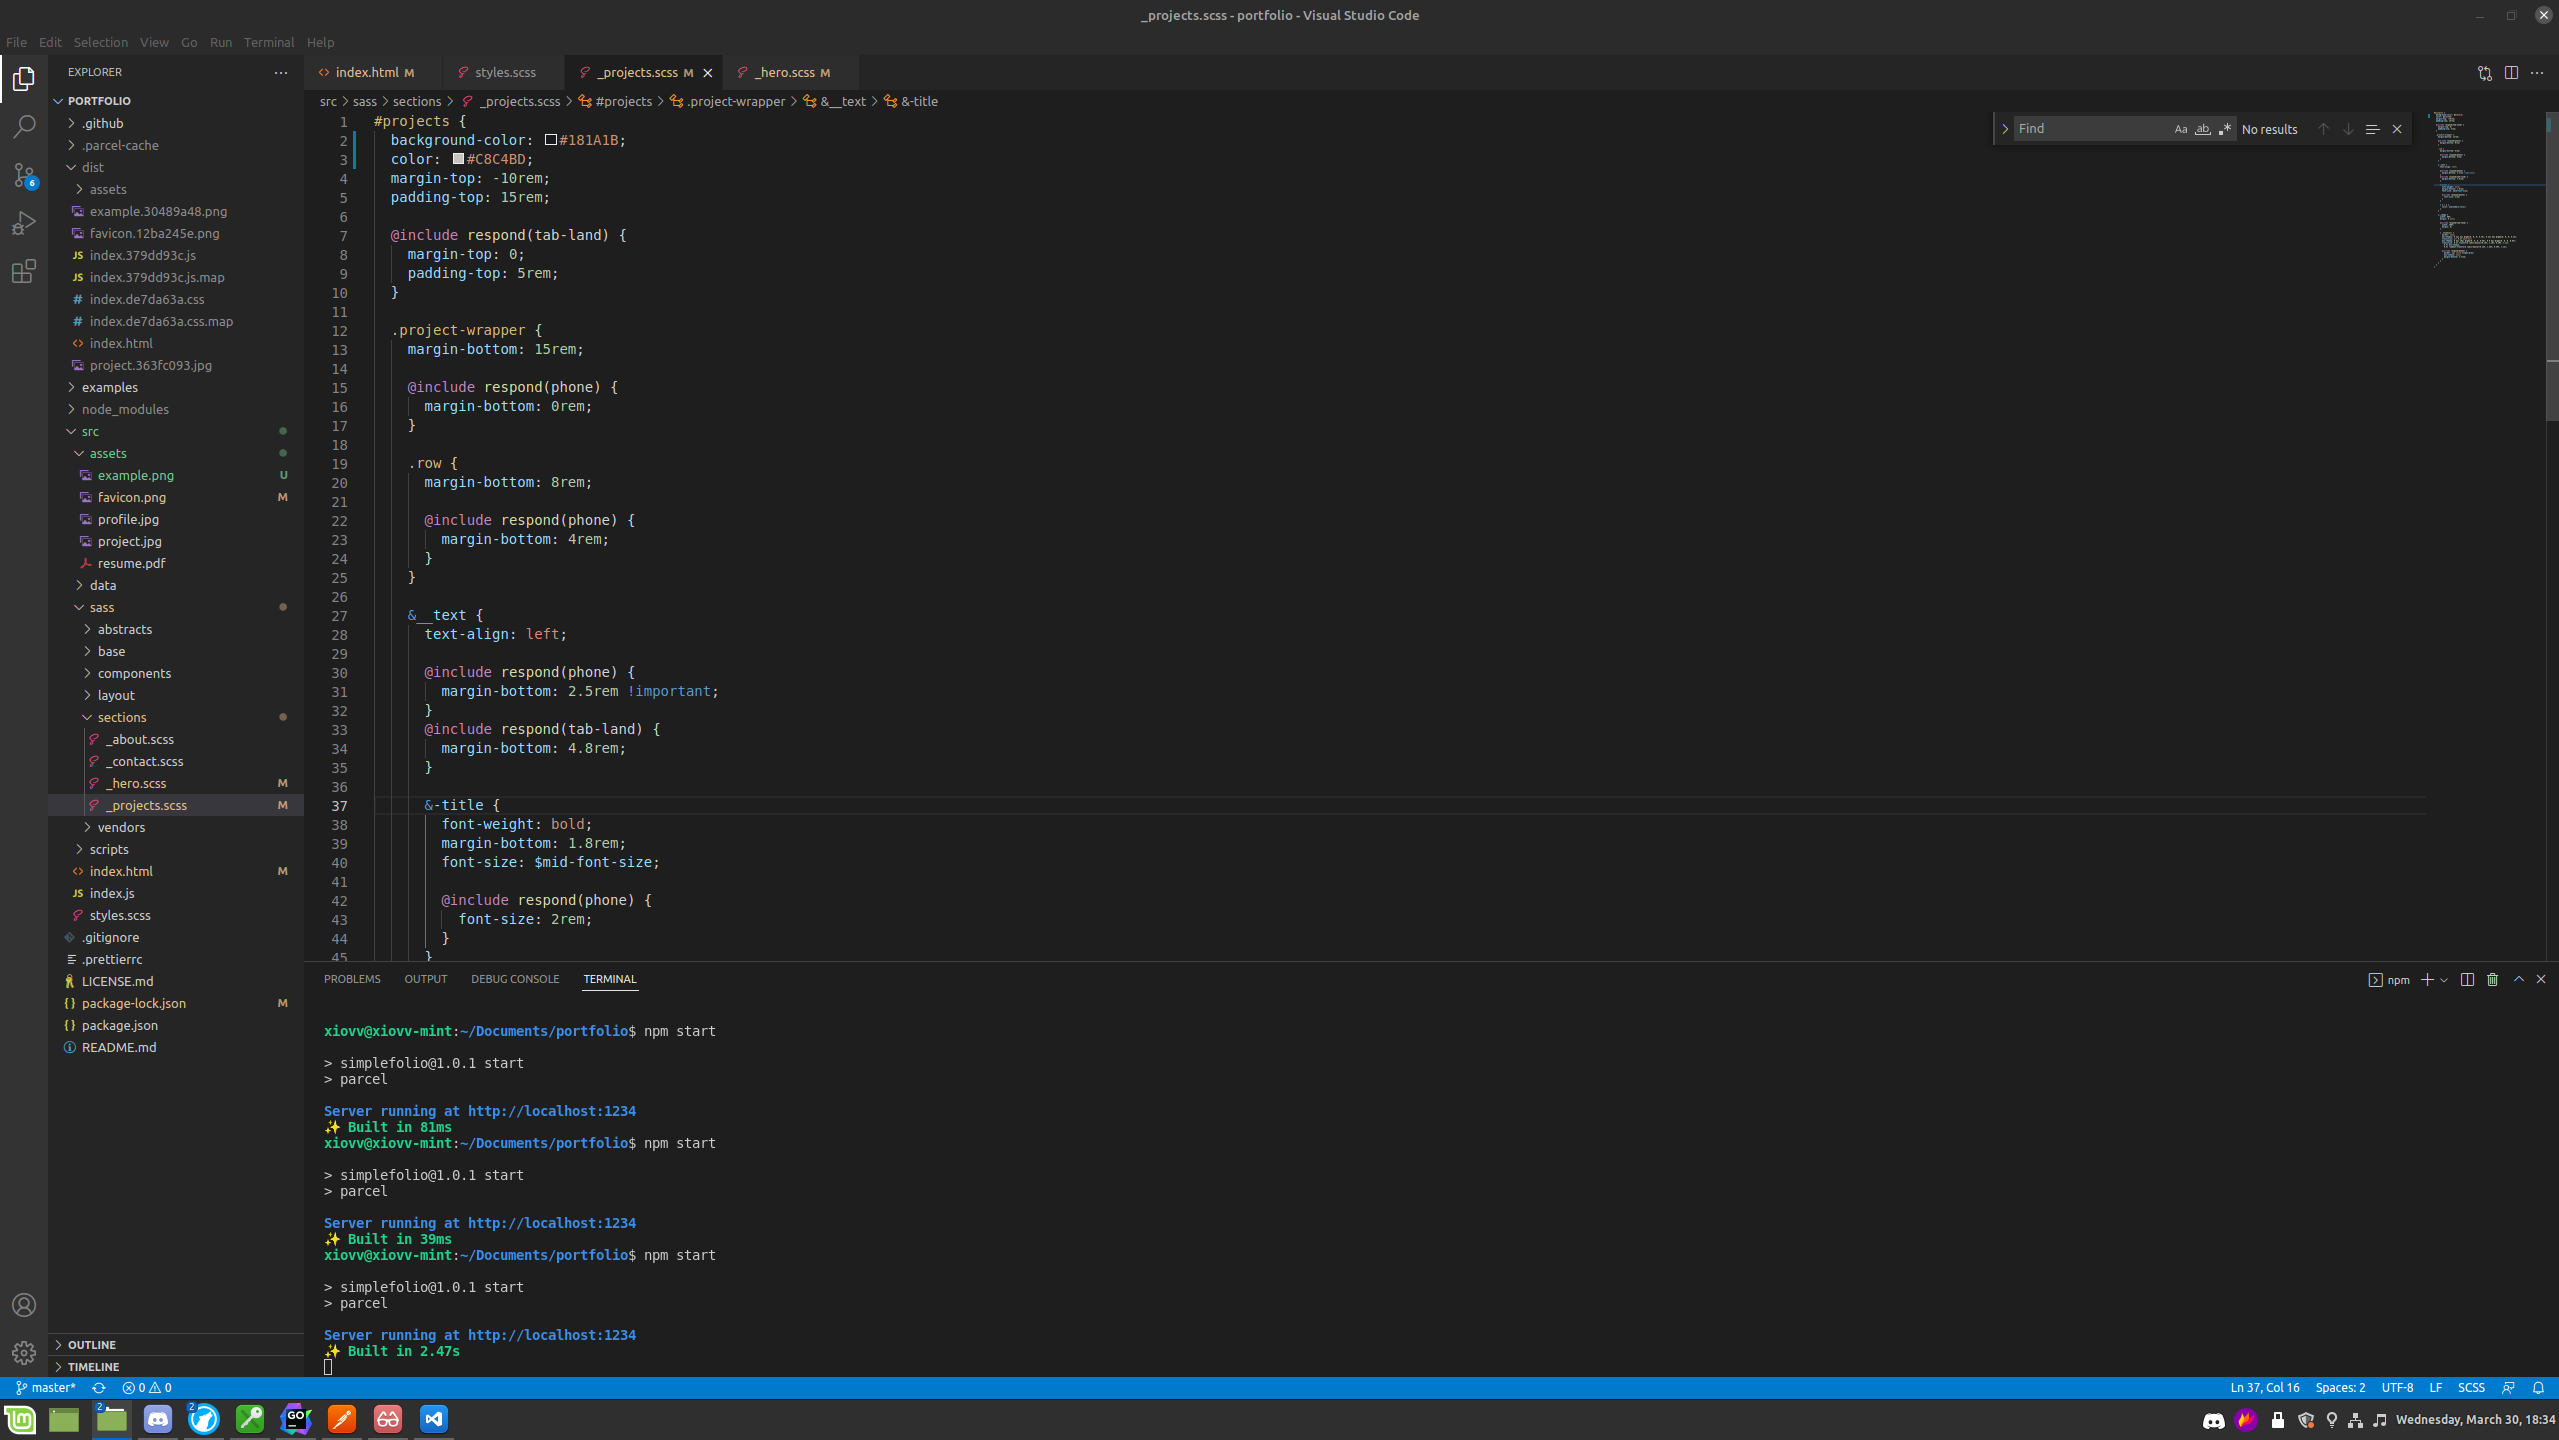 _projects.scss - portfolio - Visual Studio Code
File Edit Selection View Go Run Terminal Help
EXPLORER
PORTFOLIO
.github
.parcel-cache
dist
assets
example.30489a48.png
favicon.12ba245e.png
JS index.379dd93c.js
JS index.379dd93c.js.map
# index.de7da63a.css
# index.de7da63a.css.map
<> index.html
project.363fc093.jpg
examples
node_modules
src
assets
example.png U
favicon.png M
profile.jpg
project.jpg
resume.pdf
data
sass
abstracts
base
components
layout
sections
_about.scss
_contact.scss
_hero.scss M
_projects.scss M
vendors
scripts
<> index.html M
JS index.js
styles.scss
.gitignore
.prettierrc
LICENSE.md
{} package-lock.json M
{} package.json
README.md
OUTLINE
TIMELINE
<> index.html M styles.scss _projects.scss M _hero.scss M
src > sass > sections > _projects.scss > #projects > .project-wrapper > &__text > &-title
Find Aa ab .* No results
1 #projects {
2 background-color: #181A1B;
3 color: #C8C4BD;
4 margin-top: -10rem;
5 padding-top: 15rem;
6
7 @include respond(tab-land) {
8 margin-top: 0;
9 padding-top: 5rem;
10 }
11
12 .project-wrapper {
13 margin-bottom: 15rem;
14
15 @include respond(phone) {
16 margin-bottom: 0rem;
17 }
18
19 .row {
20 margin-bottom: 8rem;
21
22 @include respond(phone) {
23 margin-bottom: 4rem;
24 }
25 }
26
27 &__text {
28 text-align: left;
29
30 @include respond(phone) {
31 margin-bottom: 2.5rem !important;
32 }
33 @include respond(tab-land) {
34 margin-bottom: 4.8rem;
35 }
36
37 &-title {
38 font-weight: bold;
39 margin-bottom: 1.8rem;
40 font-size: $mid-font-size;
41
42 @include respond(phone) {
43 font-size: 2rem;
44 }
45 }
PROBLEMS OUTPUT DEBUG CONSOLE TERMINAL
npm
xiovv@xiovv-mint:~/Documents/portfolio$ npm start
> simplefolio@1.0.1 start
> parcel
Server running at http://localhost:1234
✨ Built in 81ms
xiovv@xiovv-mint:~/Documents/portfolio$ npm start
> simplefolio@1.0.1 start
> parcel
Server running at http://localhost:1234
✨ Built in 39ms
xiovv@xiovv-mint:~/Documents/portfolio$ npm start
> simplefolio@1.0.1 start
> parcel
Server running at http://localhost:1234
✨ Built in 2.47s
6
master* 0 0
Ln 37, Col 16 Spaces: 2 UTF-8 LF SCSS
2 2 GO
Wednesday, March 30, 18:34